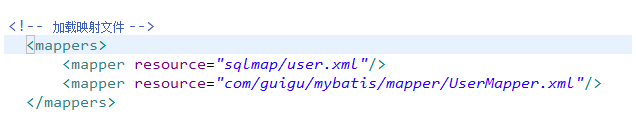 <!-- 加载映射文件 -->
<mappers>
<mapper resource="sqlmap/user.xml"/>
<mapper resource="com/guigu/mybatis/mapper/UserMapper.xml"/>
</mappers>